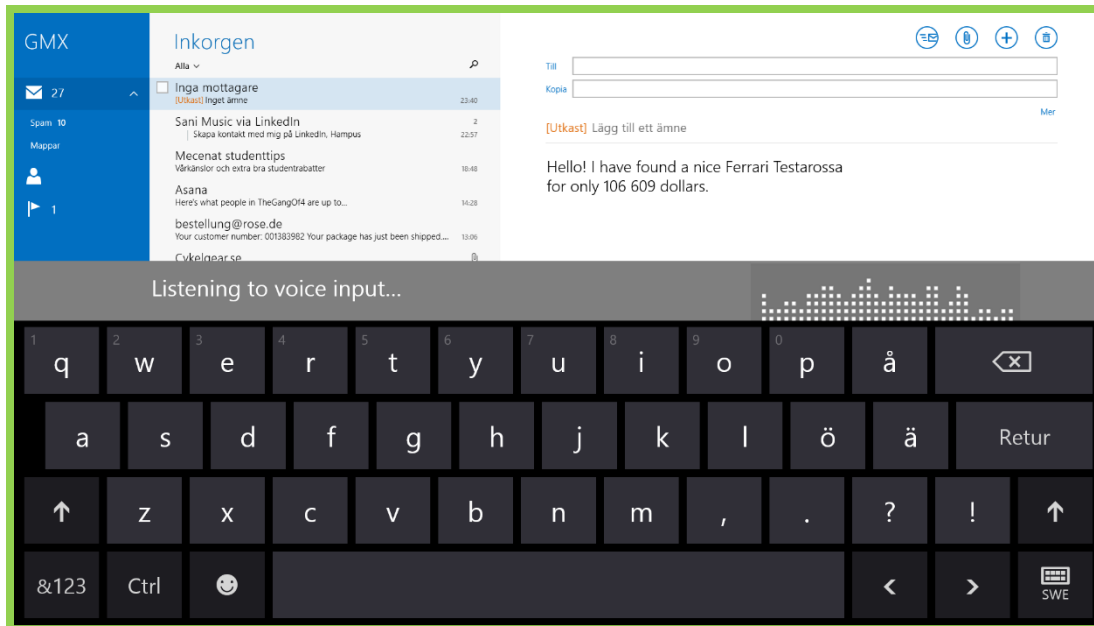 GMX
27
Spam 10
Mappar
1
Inkorgen
Alla
Inga mottagare
[Utkast] Inget ämne 23:40
Sani Music via LinkedIn 2
Skapa kontakt med mig på LinkedIn, Hampus 22:57
Mecenat studenttips
Vårkänslor och extra bra studentrabatter 18:48
Asana
Here's what people in TheGangOf4 are up to... 14:28
bestellung@rose.de
Your customer number: 001383982 Your package has just been shipped.... 13:06
Cykelgear.se
Till
Kopia
Mer
[Utkast] Lägg till ett ämne
Hello! I have found a nice Ferrari Testarossa
for only 106 609 dollars.
Listening to voice input...
1 2 3 4 5 6 7 8 9 0
q w e r t y u i o p å
a s d f g h j k l ö ä Retur
z x c v b n m , . ? !
&123 Ctrl < > SWE